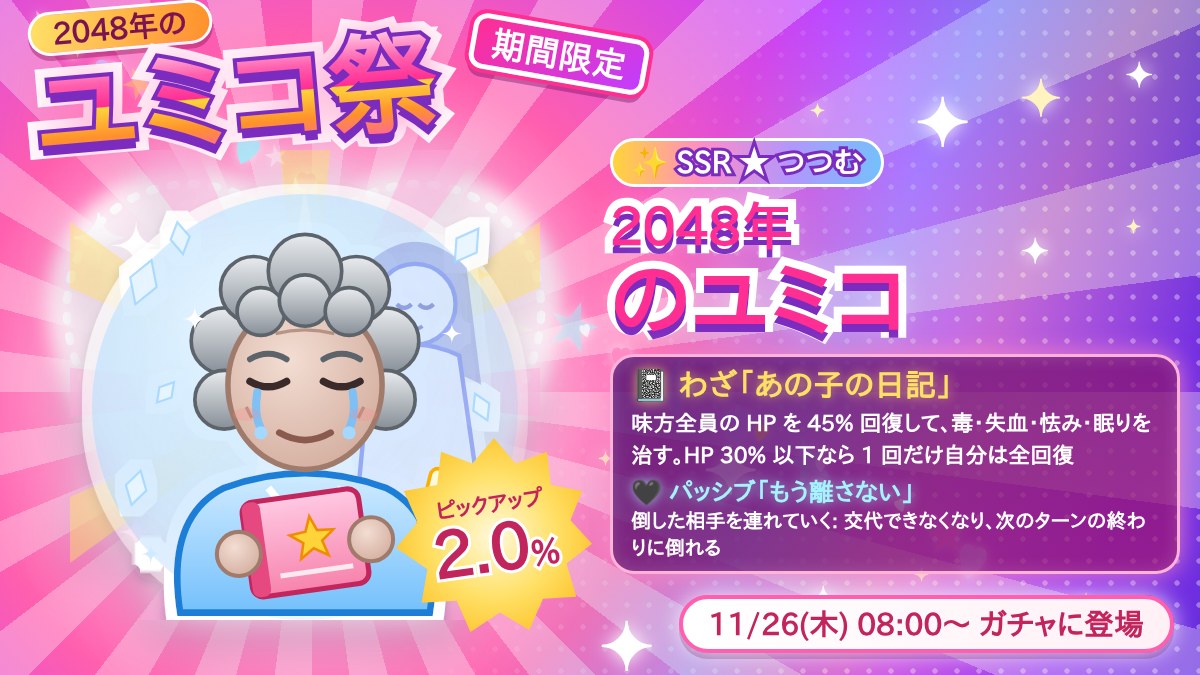 2048年の
ユミコ祭
期間限定
✨ SSR★つつむ
2048年
のユミコ
わざ「あの子の日記」
味方全員の HP を 45% 回復して、毒・失血・怯み・眠りを
治す。HP 30% 以下なら 1 回だけ自分は全回復
🖤 パッシブ「もう離さない」
倒した相手を連れていく: 交代できなくなり、次のターンの終わ
りに倒れる
ピックアップ
2.0%
11/26(木) 08:00〜 ガチャに登場